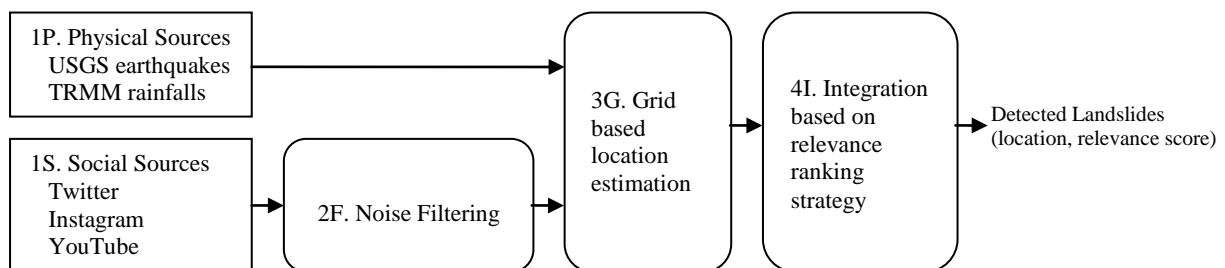 1P. Physical Sources
USGS earthquakes
TRMM rainfalls
1S. Social Sources
Twitter
Instagram
YouTube
2F. Noise Filtering
3G. Grid
based
location
estimation
4I. Integration
based on
relevance
ranking
strategy
Detected Landslides
(location, relevance score)